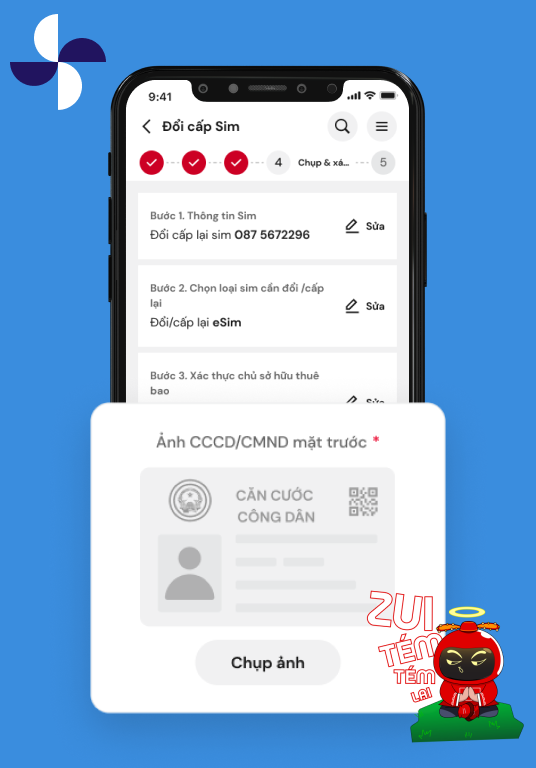 9:41
Đổi cấp Sim
4
Chụp & xá...
5
Bước 1. Thông tin Sim
Đổi cấp lại sim 087 5672296
Sửa
Bước 2. Chọn loại sim cần đổi /cấp
lại
Đổi/cấp lại eSim
Sửa
Bước 3. Xác thực chủ sở hữu thuê
bao
Sửa
Ảnh CCCD/CMND mặt trước *
CĂN CƯỚC
CÔNG DÂN
Chụp ảnh
ZUI
TÉM
TÉM
LẠI